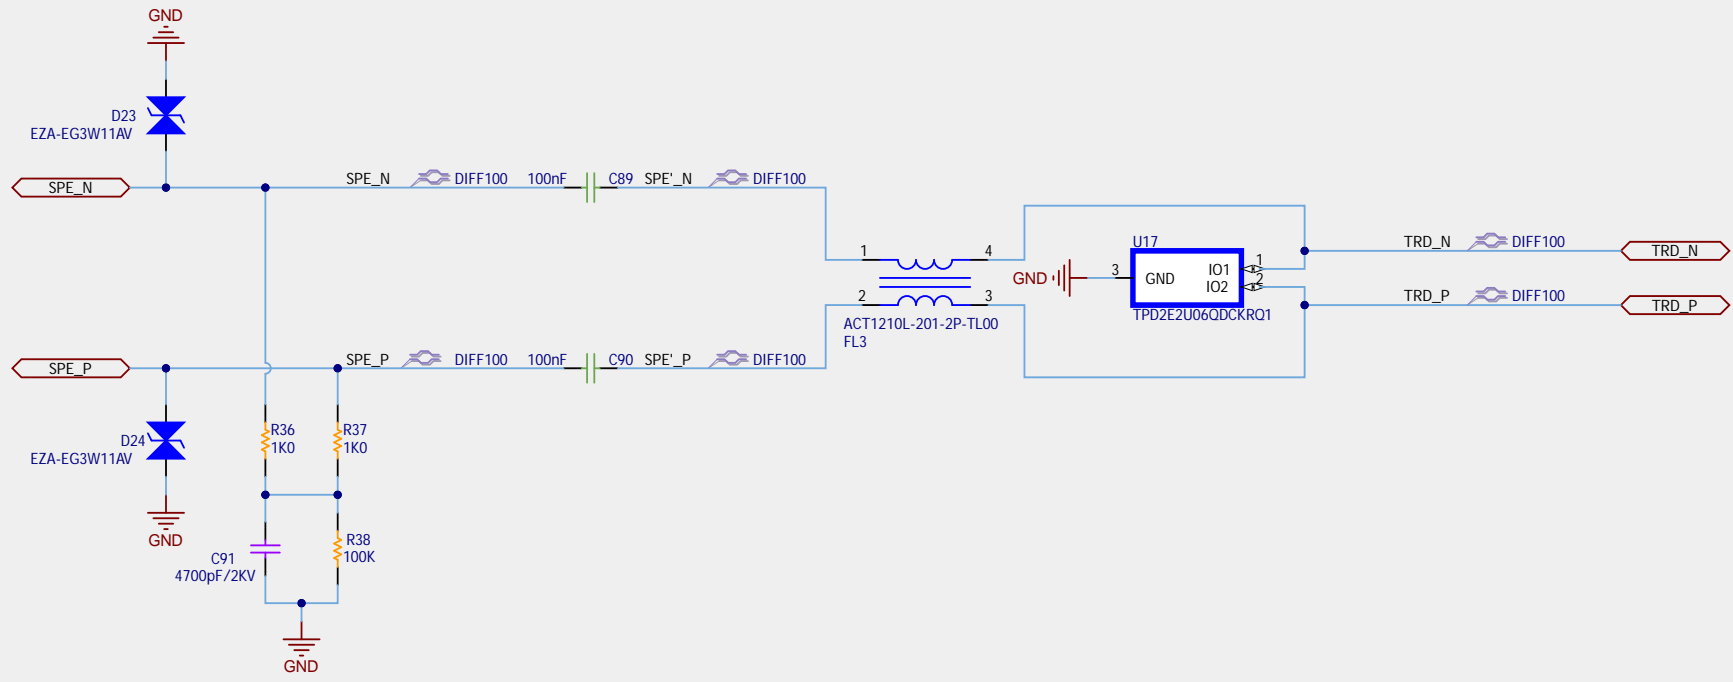 GND
D23
EZA-EG3W11AV
SPE_N
SPE_N
DIFF100
100nF
C89
SPE'_N
DIFF100
1
4
2
3
ACT1210L-201-2P-TL00
FL3
GND
3
U17
GND
IO1
IO2
1
2
TPD2E2U06QDCKRQ1
TRD_N
DIFF100
TRD_N
TRD_P
DIFF100
TRD_P
SPE_P
SPE_P
DIFF100
100nF
C90
SPE'_P
DIFF100
D24
EZA-EG3W11AV
GND
R36
1K0
R37
1K0
C91
4700pF/2KV
R38
100K
GND